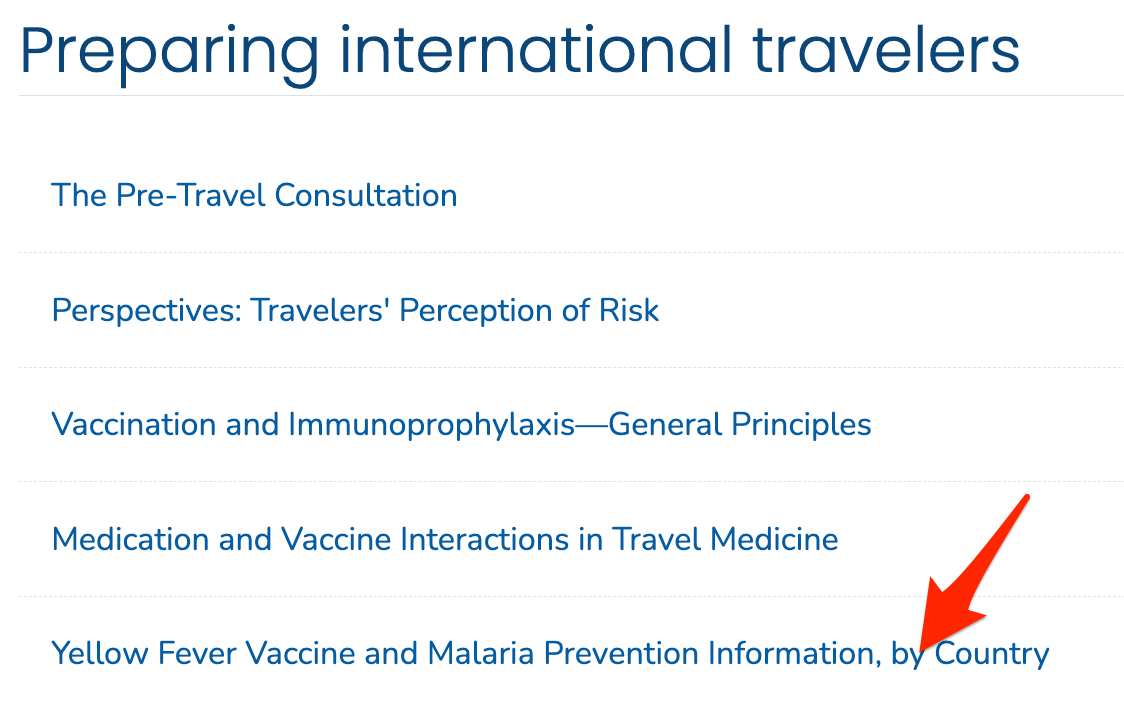 Preparing international travelers
The Pre-Travel Consultation
Perspectives: Travelers' Perception of Risk
Vaccination and Immunoprophylaxis—General Principles
Medication and Vaccine Interactions in Travel Medicine
Yellow Fever Vaccine and Malaria Prevention Information, by Country